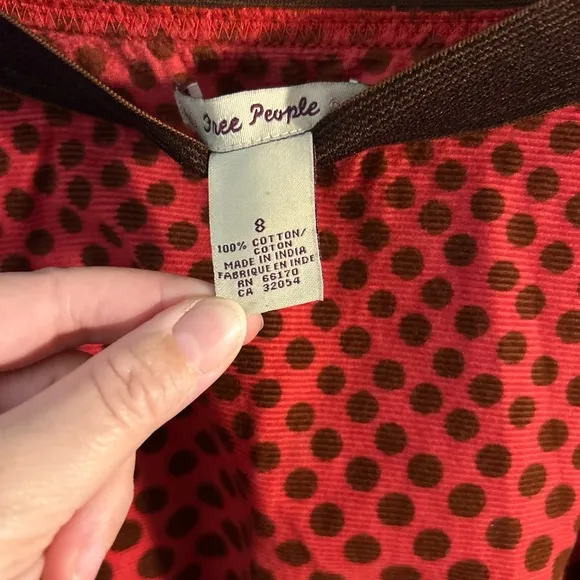 Free People
8
100% COTTON/
COTON
MADE IN INDIA
FABRIQUE EN INDE
RN 66170
CA 32054